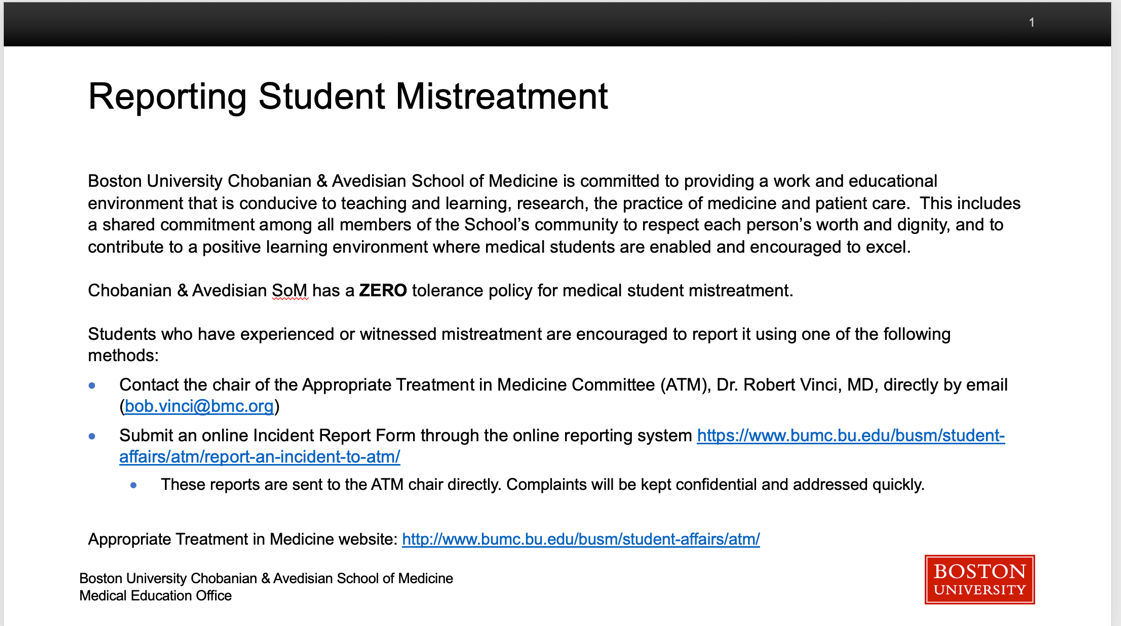 1
Reporting Student Mistreatment
Boston University Chobanian & Avedisian School of Medicine is committed to providing a work and educational
environment that is conducive to teaching and learning, research, the practice of medicine and patient care.  This includes
a shared commitment among all members of the School’s community to respect each person’s worth and dignity, and to
contribute to a positive learning environment where medical students are enabled and encouraged to excel.
Chobanian & Avedisian SoM has a ZERO tolerance policy for medical student mistreatment.
Students who have experienced or witnessed mistreatment are encouraged to report it using one of the following
methods:
• Contact the chair of the Appropriate Treatment in Medicine Committee (ATM), Dr. Robert Vinci, MD, directly by email
(bob.vinci@bmc.org)
• Submit an online Incident Report Form through the online reporting system https://www.bumc.bu.edu/busm/student-
affairs/atm/report-an-incident-to-atm/
• These reports are sent to the ATM chair directly. Complaints will be kept confidential and addressed quickly.
Appropriate Treatment in Medicine website: http://www.bumc.bu.edu/busm/student-affairs/atm/
Boston University Chobanian & Avedisian School of Medicine
Medical Education Office
BOSTON
UNIVERSITY